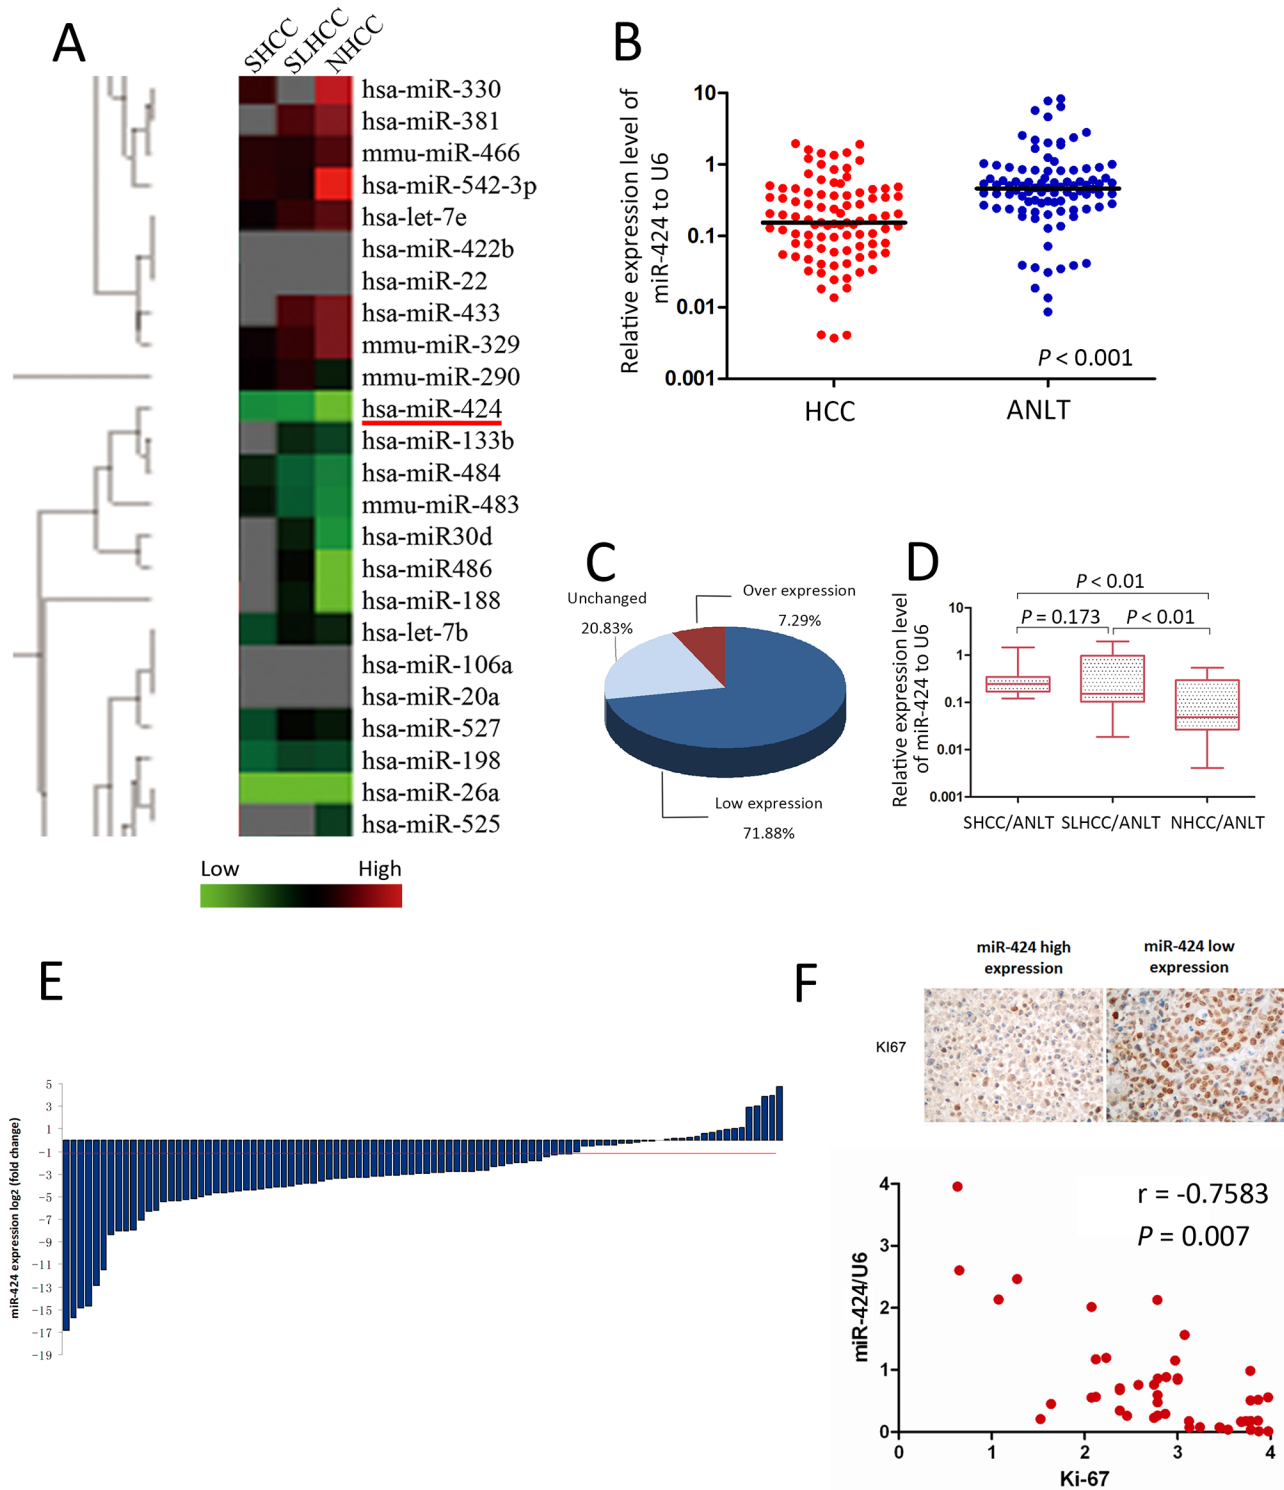 A
SHCC
SLHCC
NHCC
hsa-miR-330
hsa-miR-381
mmu-miR-466
hsa-miR-542-3p
hsa-let-7e
hsa-miR-422b
hsa-miR-22
hsa-miR-433
mmu-miR-329
mmu-miR-290
hsa-miR-424
hsa-miR-133b
hsa-miR-484
mmu-miR-483
hsa-miR30d
hsa-miR486
hsa-miR-188
hsa-let-7b
hsa-miR-106a
hsa-miR-20a
hsa-miR-527
hsa-miR-198
hsa-miR-26a
hsa-miR-525
Low High
B
Relative expression level of
miR-424 to U6
10
1
0.1
0.01
0.001
P < 0.001
HCC ANLT
C
Unchanged
20.83%
Over expression
7.29%
Low expression
71.88%
D
Relative expression level
of miR-424 to U6
P < 0.01
P = 0.173 P < 0.01
10
1
0.1
0.01
0.001
SHCC/ANLT SLHCC/ANLT NHCC/ANLT
E
miR-424 expression log2 (fold change)
5
3
1
-1
-3
-5
-7
-9
-11
-13
-15
-17
-19
F
miR-424 high
expression
miR-424 low
expression
KI67
r = -0.7583
P = 0.007
miR-424/U6
4
3
2
1
0
0 1 2 3 4
Ki-67